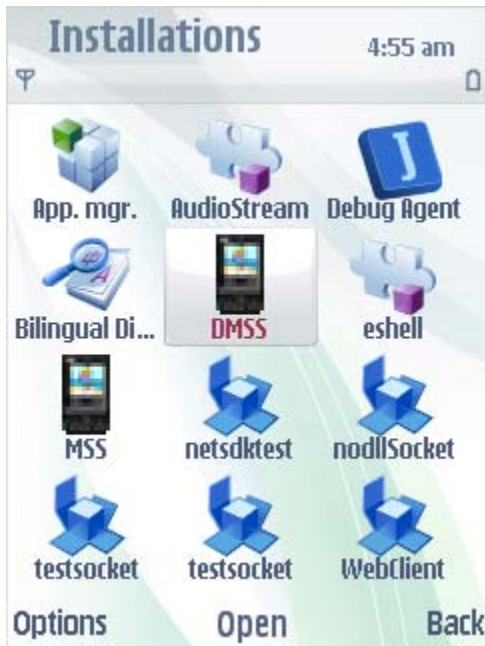 Installations
4:55 am
App. mgr. AudioStream Debug Agent
Bilingual Di... DMSS eshell
MSS netsdktest nodllSocket
testsocket testsocket WebClient
Options Open Back